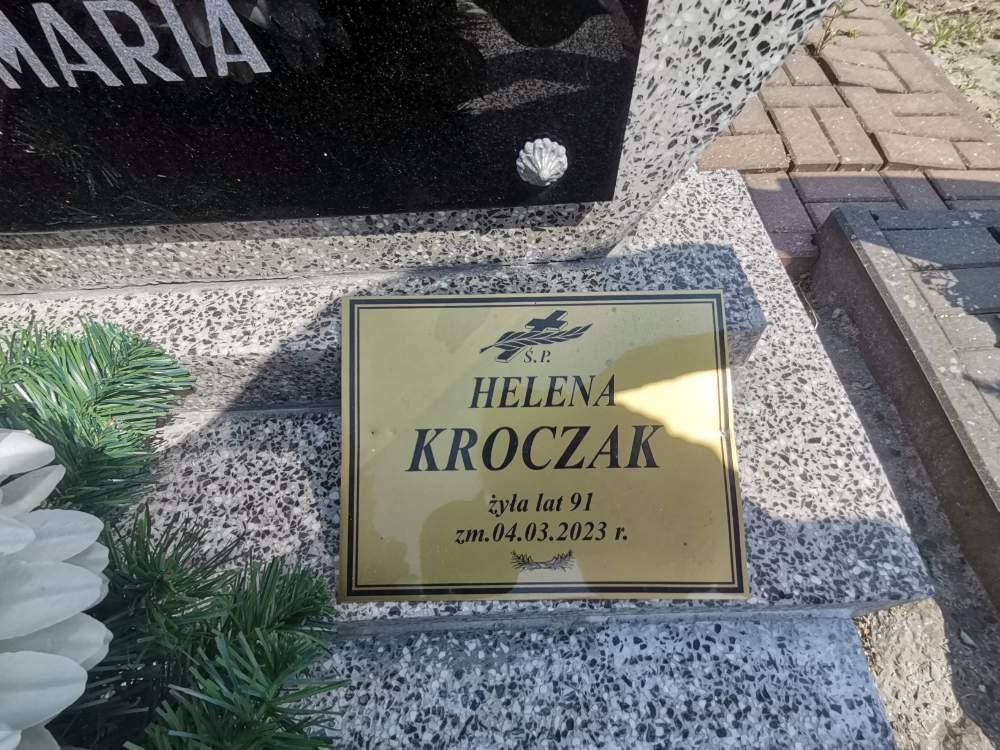 MARIA
Ś.P.
HELENA
KROCZAK
żyła lat 91
zm.04.03.2023 r.